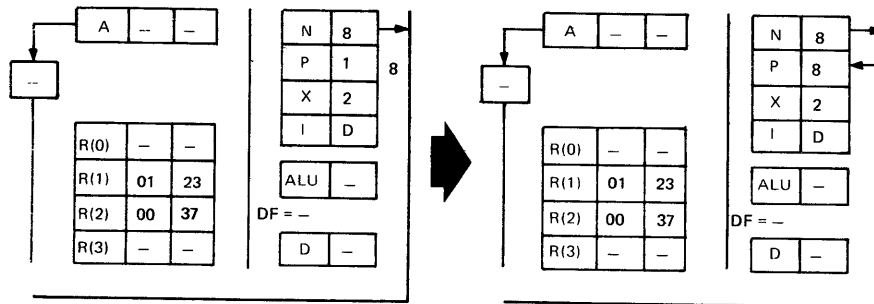 A -- --
N 8
P 1
8
X 2
I D
--
R(0) – –
R(1) 01 23
R(2) 00 37
R(3) – –
ALU –
DF = –
D –
A – –
N 8
P 8
X 2
I D
–
R(0) – –
R(1) 01 23
R(2) 00 37
R(3) – –
ALU –
DF = –
D –